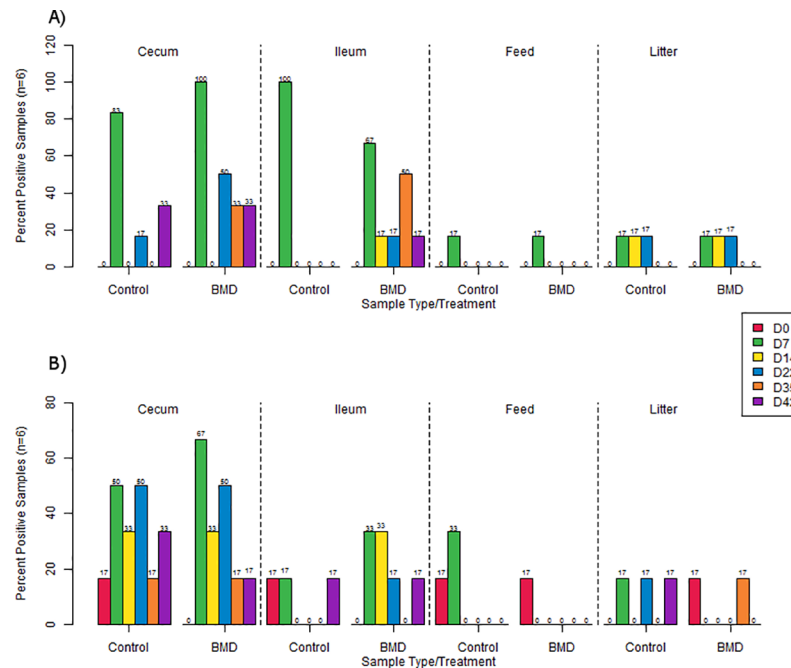 A)
Cecum Ileum Feed Litter
Percent Positive Samples (n=6)
120
100
80
60
40
20
0
0 83 0 17 0 33 0 100 0 50 33 33 0 100 0 0 0 0 0 67 17 17 50 17 0 17 0 0 0 0 0 17 0 0 0 0 0 17 17 17 0 0 0 17 17 17 0 0
Control BMD Control BMD Control BMD Control BMD
Sample Type/Treatment
D0
D7
B)
Cecum Ileum Feed Litter
Percent Positive Samples (n=6)
80
60
40
20
0
17 50 33 50 17 33 0 67 33 50 17 17 17 17 0 0 0 17 0 33 33 17 0 17 17 33 0 0 0 0 17 0 0 0 0 0 0 17 0 17 0 17 17 0 0 0 17 0
Control BMD Control BMD Control BMD Control BMD
Sample Type/Treatment